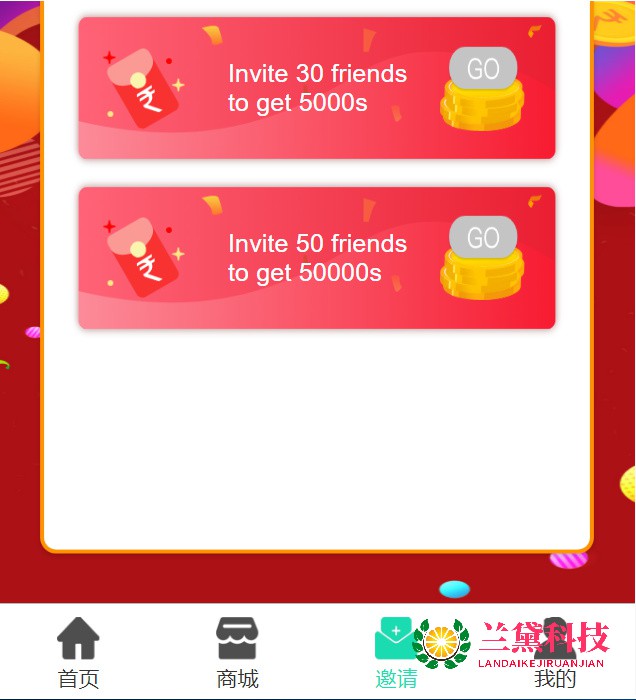 Invite 30 friends
to get 5000s
GO
₹
Invite 50 friends
to get 50000s
GO
₹
兰黛科技
LANDAIKEJIRUANJIAN
首页
商城
邀请
我的